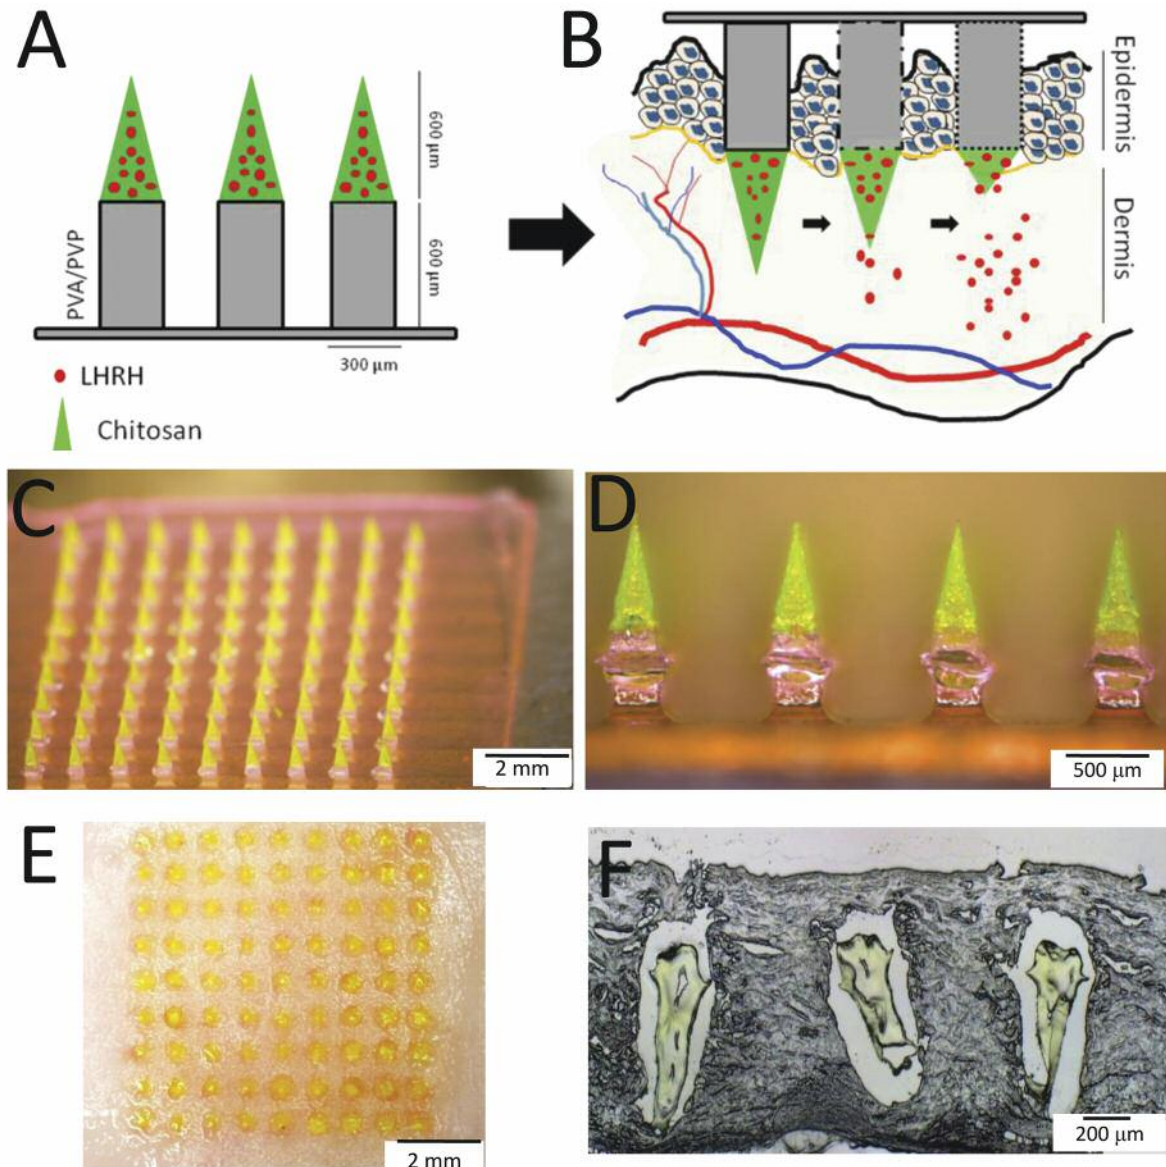 A
600 µm
600 µm
PVA/PVP
300 µm
LHRH
Chitosan
B
Epidermis
Dermis
C
2 mm
D
500 µm
E
2 mm
F
200 µm